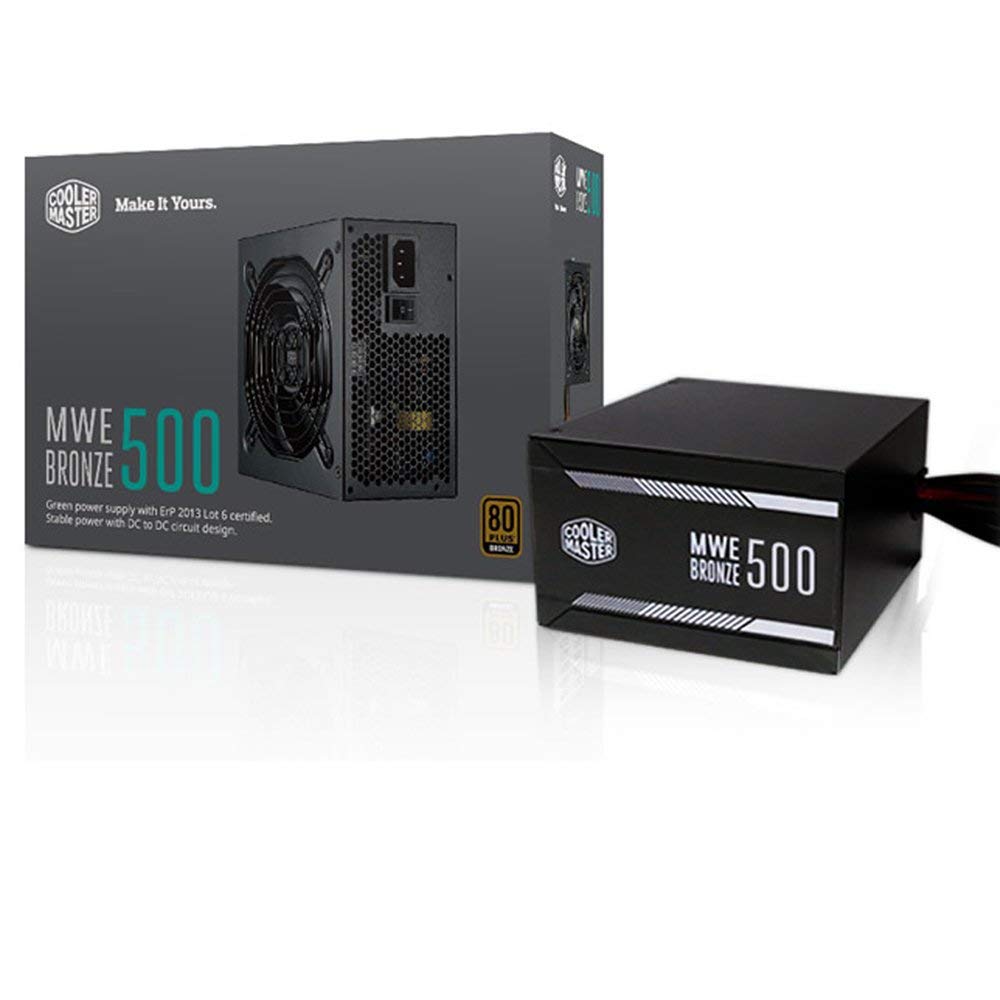 COOLER
MASTER
Make It Yours.
MWE
BRONZE
500
Green power supply with ErP 2013 Lot 6 certified.
Stable power with DC to DC circuit design.
80
PLUS
BRONZE
500
COOLER
MASTER
MWE
BRONZE
500